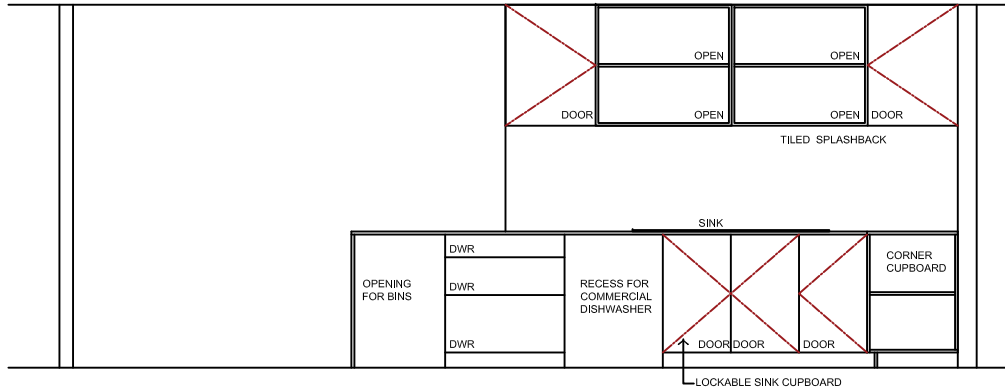 OPEN
OPEN
DOOR
OPEN
OPEN
DOOR
TILED SPLASHBACK
SINK
DWR
OPENING
FOR BINS
DWR
DWR
RECESS FOR
COMMERCIAL
DISHWASHER
CORNER
CUPBOARD
DOOR
DOOR
DOOR
LOCKABLE SINK CUPBOARD